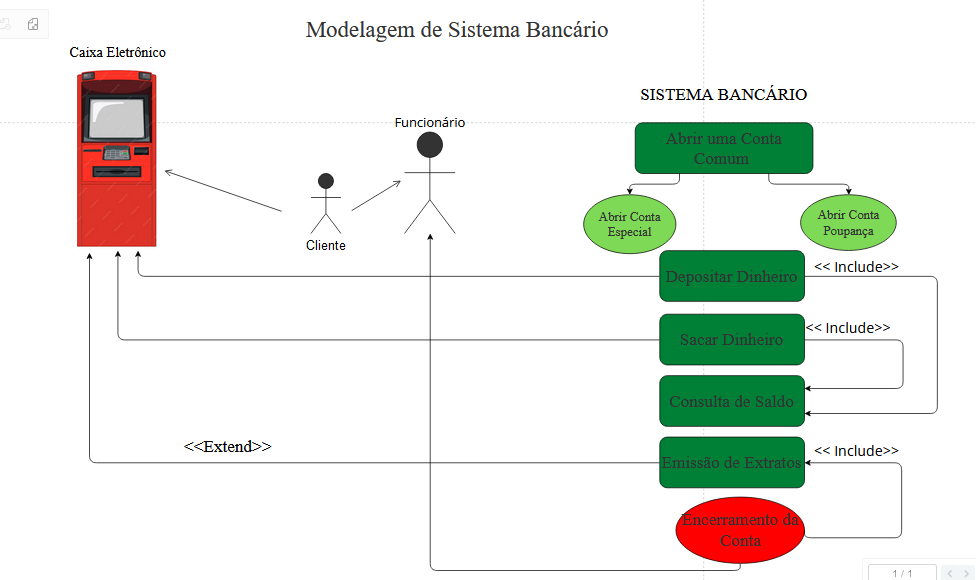 Modelagem de Sistema Bancário
Caixa Eletrônico
SISTEMA BANCÁRIO
Funcionário
Abrir uma Conta
Comum
Abrir Conta
Especial
Abrir Conta
Poupança
Cliente
Depositar Dinheiro
<< Include>>
Sacar Dinheiro
<< Include>>
Consulta de Saldo
<<Extend>>
Emissão de Extratos
<< Include>>
Encerramento da
Conta
1 / 1